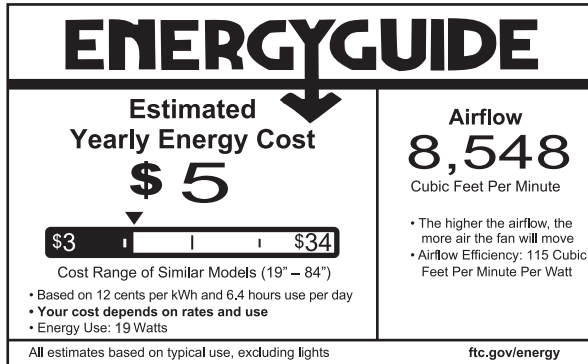 ENERGYGUIDE
Estimated
Yearly Energy Cost
$ 5
$3 $34
Cost Range of Similar Models (19” – 84”)
• Based on 12 cents per kWh and 6.4 hours use per day
• Your cost depends on rates and use
• Energy Use: 19 Watts
Airflow
8,548
Cubic Feet Per Minute
• The higher the airflow, the
more air the fan will move
• Airflow Efficiency: 115 Cubic
Feet Per Minute Per Watt
All estimates based on typical use, excluding lights
ftc.gov/energy